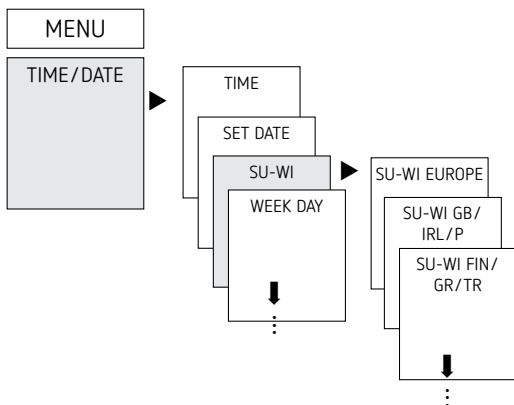 MENU
TIME/DATE
TIME
SET DATE
SU-WI
WEEK DAY
SU-WI EUROPE
SU-WI GB/
IRL/P
SU-WI FIN/
GR/TR